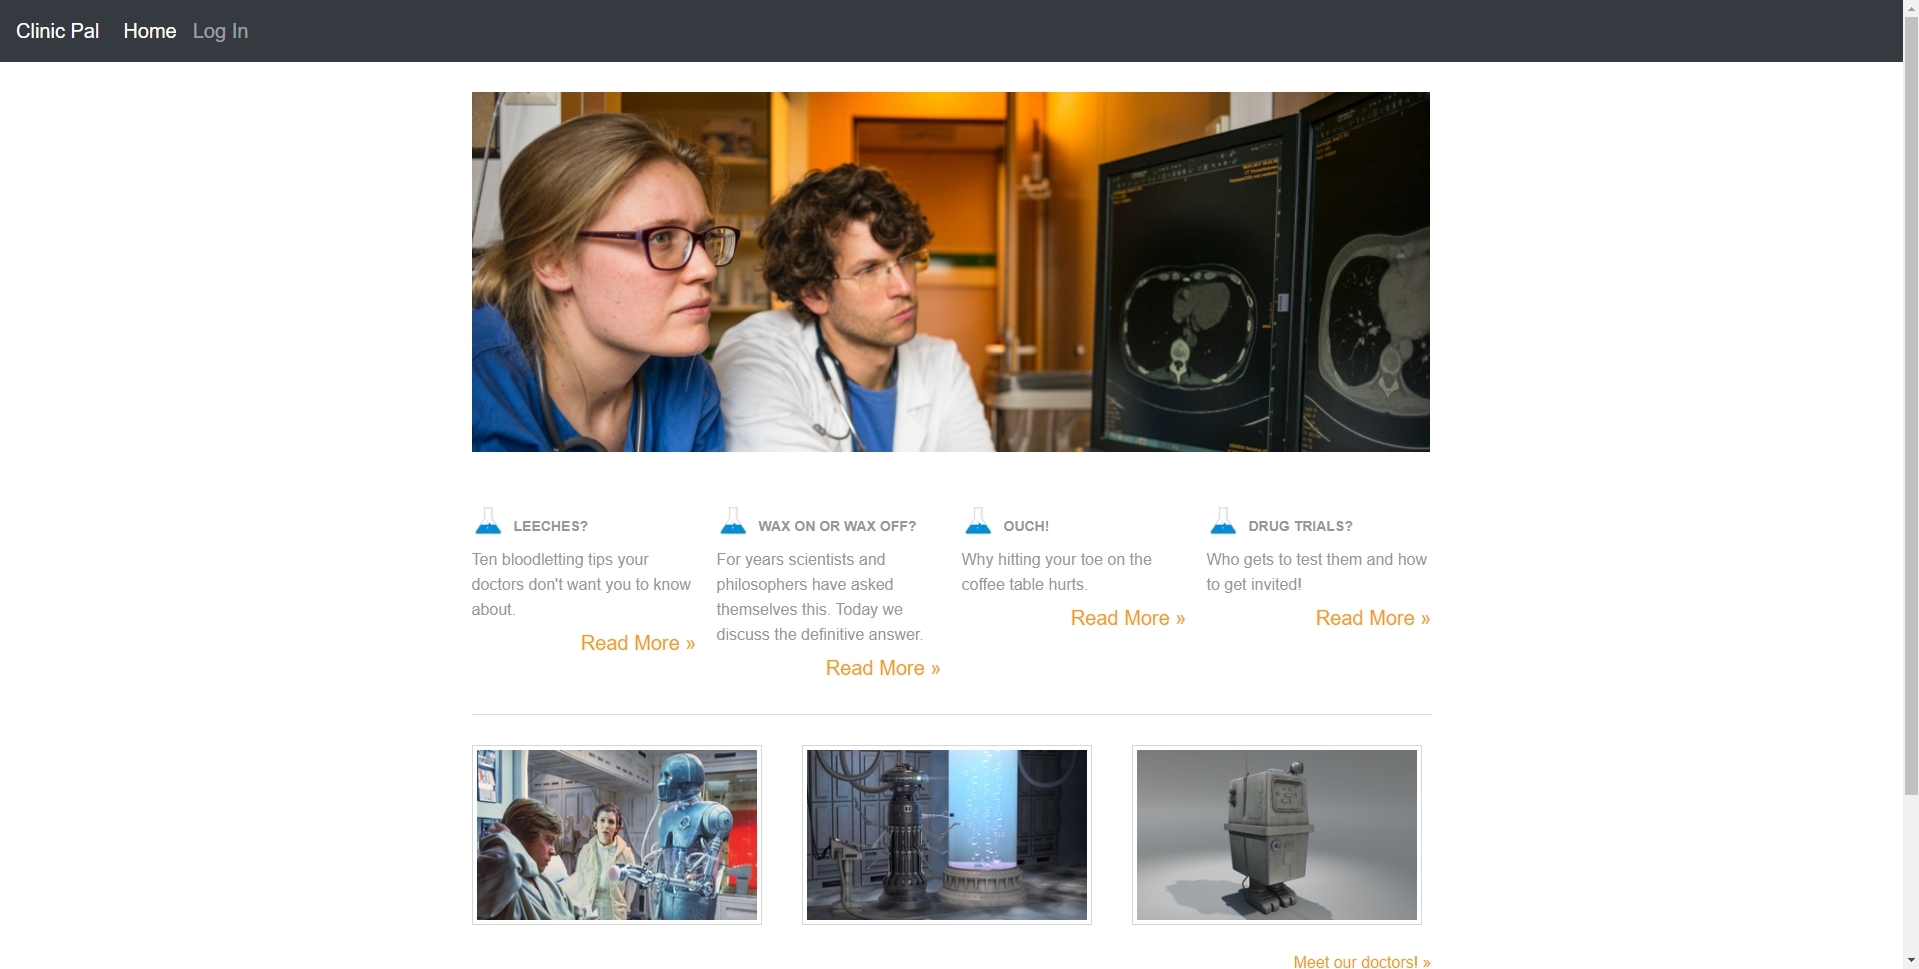 Clinic Pal Home Log In
LEECHES?
Ten bloodletting tips your
doctors don't want you to know
about.
Read More »
WAX ON OR WAX OFF?
For years scientists and
philosophers have asked
themselves this. Today we
discuss the definitive answer.
Read More »
OUCH!
Why hitting your toe on the
coffee table hurts.
Read More »
DRUG TRIALS?
Who gets to test them and how
to get invited!
Read More »
Meet our doctors! »